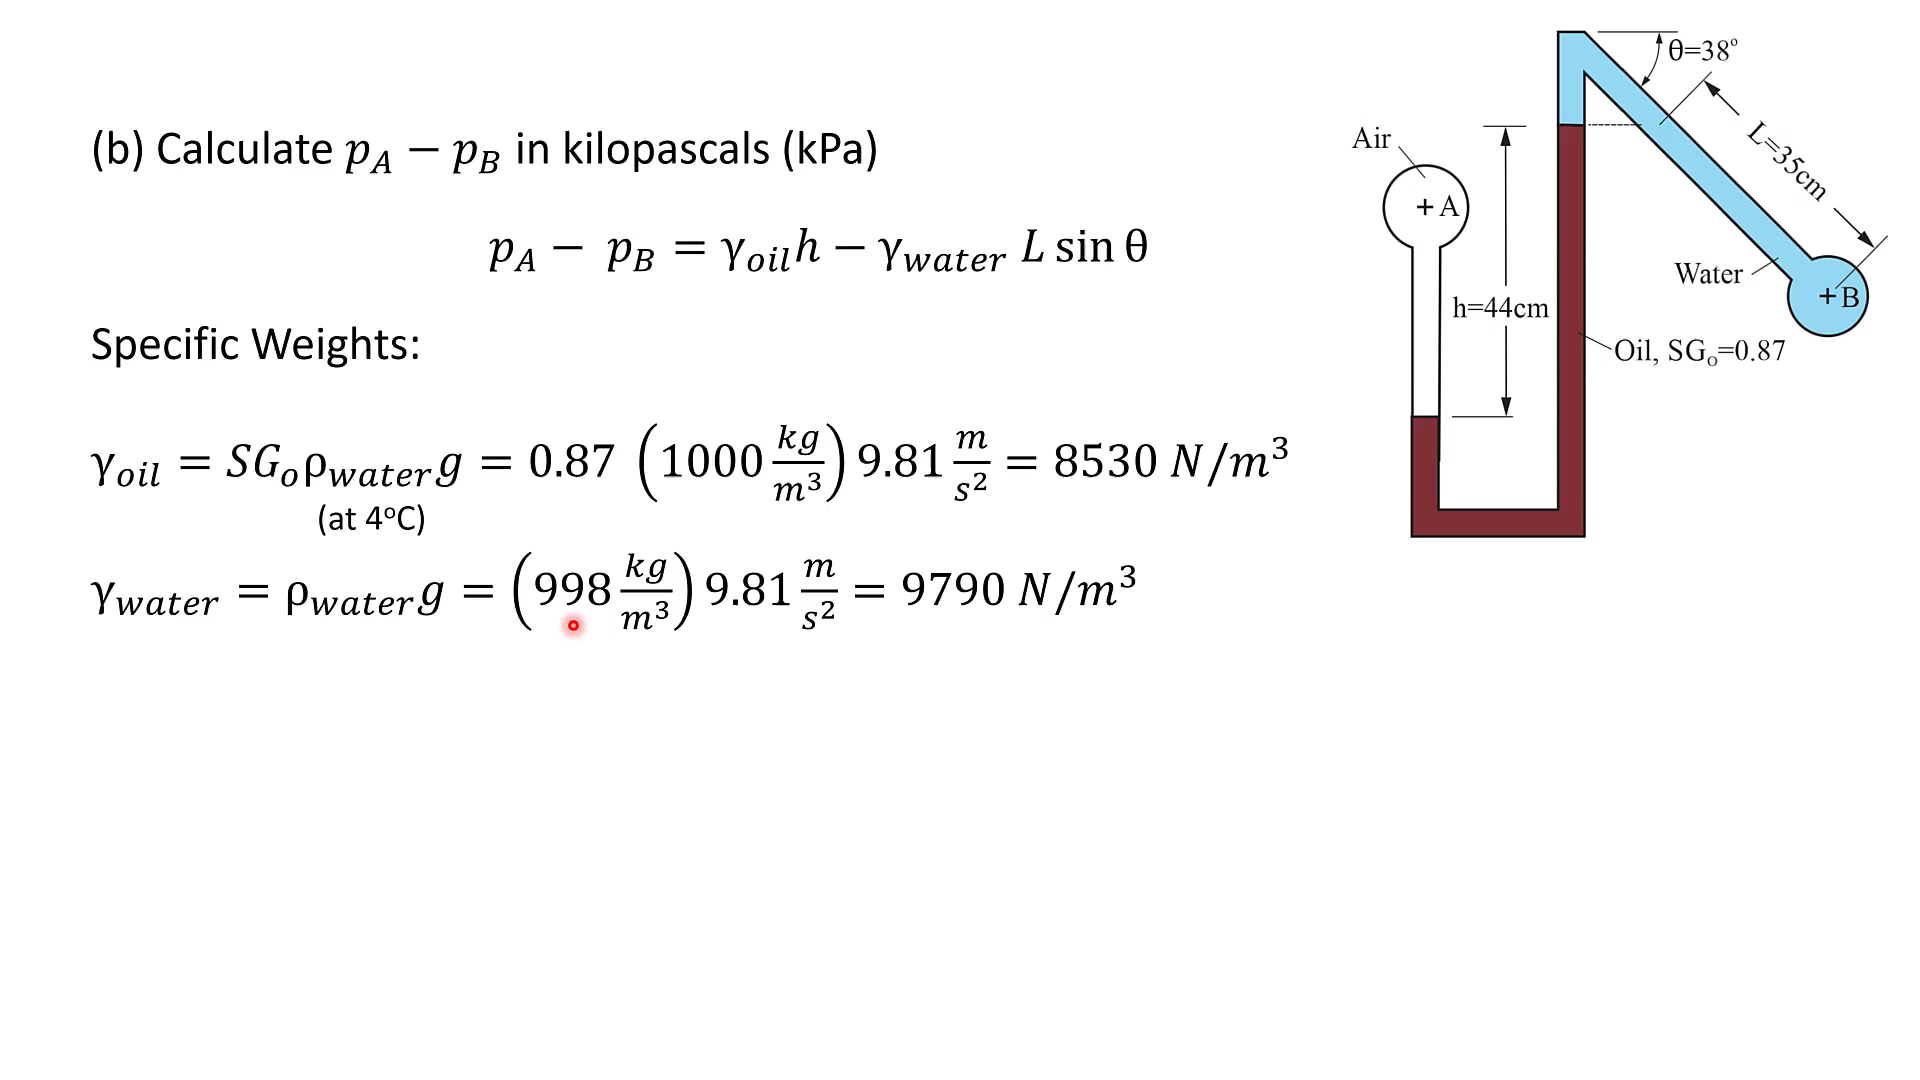 (b) Calculate p_A − p_B in kilopascals (kPa)
p_A − p_B = γ_oil h − γ_water L sin θ
Specific Weights:
γ_oil = SG_o ρ_water g = 0.87 (1000 kg/m³) 9.81 m/s² = 8530 N/m³
(at 4°C)
γ_water = ρ_water g = (998 kg/m³) 9.81 m/s² = 9790 N/m³
θ=38°
Air
L=35cm
+ A
Water
+ B
h=44cm
Oil, SG_o=0.87